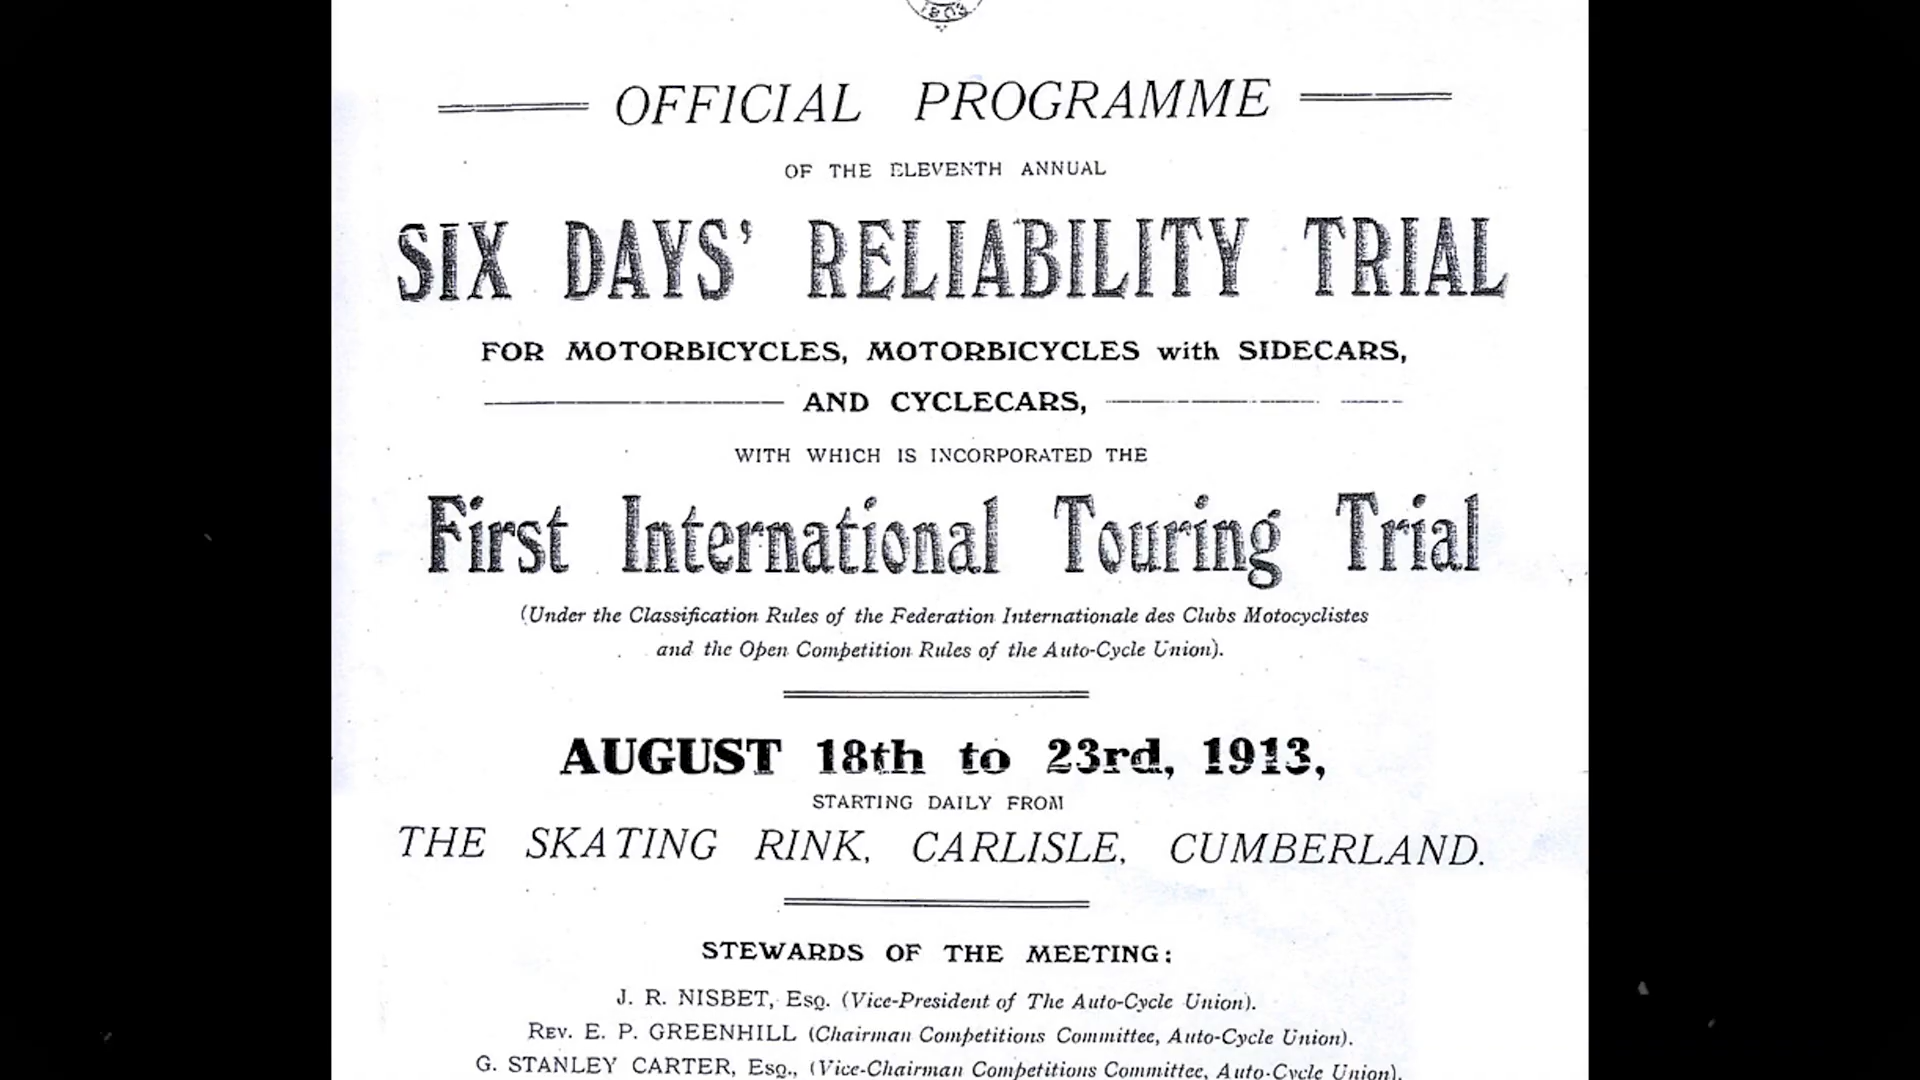 1903
OFFICIAL PROGRAMME
OF THE ELEVENTH ANNUAL
SIX DAYS' RELIABILITY TRIAL
FOR MOTORBICYCLES, MOTORBICYCLES with SIDECARS,
AND CYCLECARS,
WITH WHICH IS INCORPORATED THE
First International Touring Trial
(Under the Classification Rules of the Federation Internationale des Clubs Motocyclistes
and the Open Competition Rules of the Auto-Cycle Union).
AUGUST 18th to 23rd, 1913,
STARTING DAILY FROM
THE SKATING RINK, CARLISLE, CUMBERLAND.
STEWARDS OF THE MEETING:
J. R. NISBET, Esq. (Vice-President of The Auto-Cycle Union).
Rev. E. P. GREENHILL (Chairman Competitions Committee, Auto-Cycle Union).
G. STANLEY CARTER, Esq., (Vice-Chairman Competitions Committee, Auto-Cycle Union).